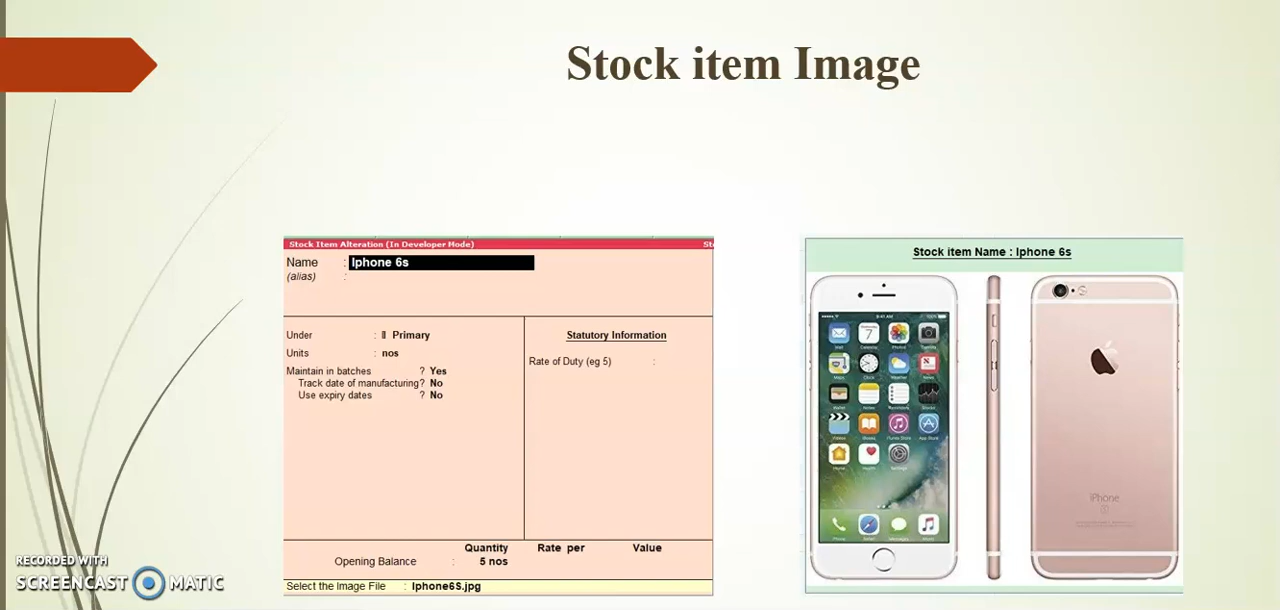 Stock item Image
Stock Item Alteration (In Developer Mode) St
Name : Iphone 6s
(alias) :
Under : Primary
Units : nos
Maintain in batches ? Yes
Track date of manufacturing? No
Use expiry dates ? No
Statutory Information
Rate of Duty (eg 5) :
Quantity Rate per Value
Opening Balance : 5 nos
Select the Image File : Iphone6S.jpg
Stock item Name : Iphone 6s
iPhone
RECORDED WITH
SCREENCAST MATIC